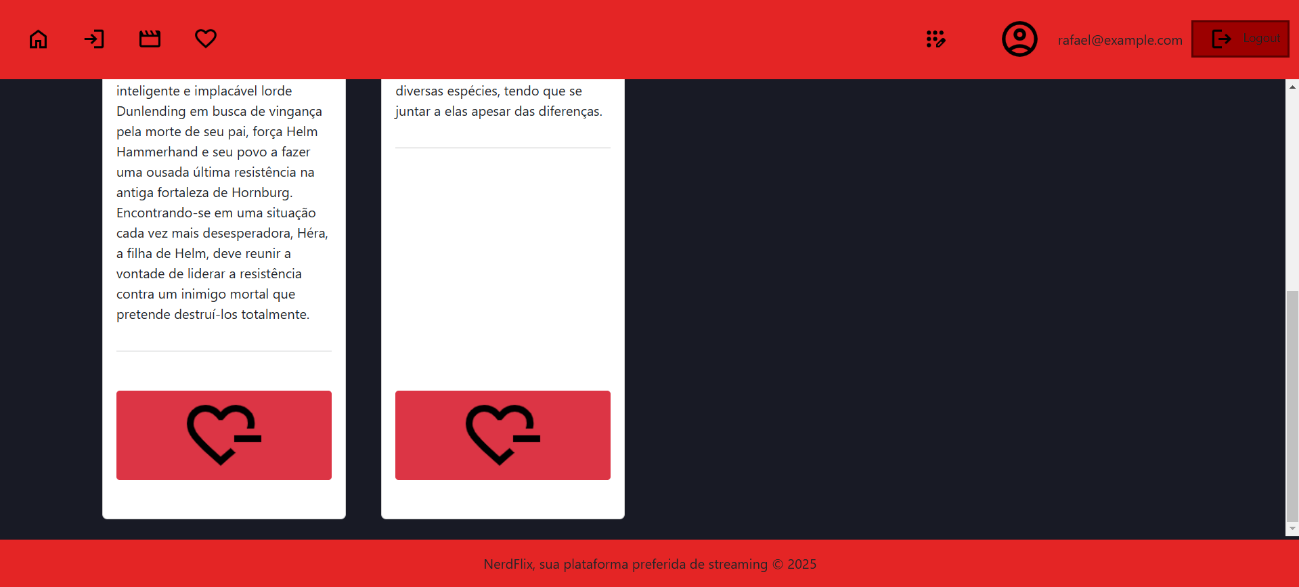 rafael@example.com
Logout
inteligente e implacável lorde
Dunlending em busca de vingança
pela morte de seu pai, força Helm
Hammerhand e seu povo a fazer
uma ousada última resistência na
antiga fortaleza de Hornburg.
Encontrando-se em uma situação
cada vez mais desesperadora, Héra,
a filha de Helm, deve reunir a
vontade de liderar a resistência
contra um inimigo mortal que
pretende destruí-los totalmente.
diversas espécies, tendo que se
juntar a elas apesar das diferenças.
NerdFlix, sua plataforma preferida de streaming © 2025